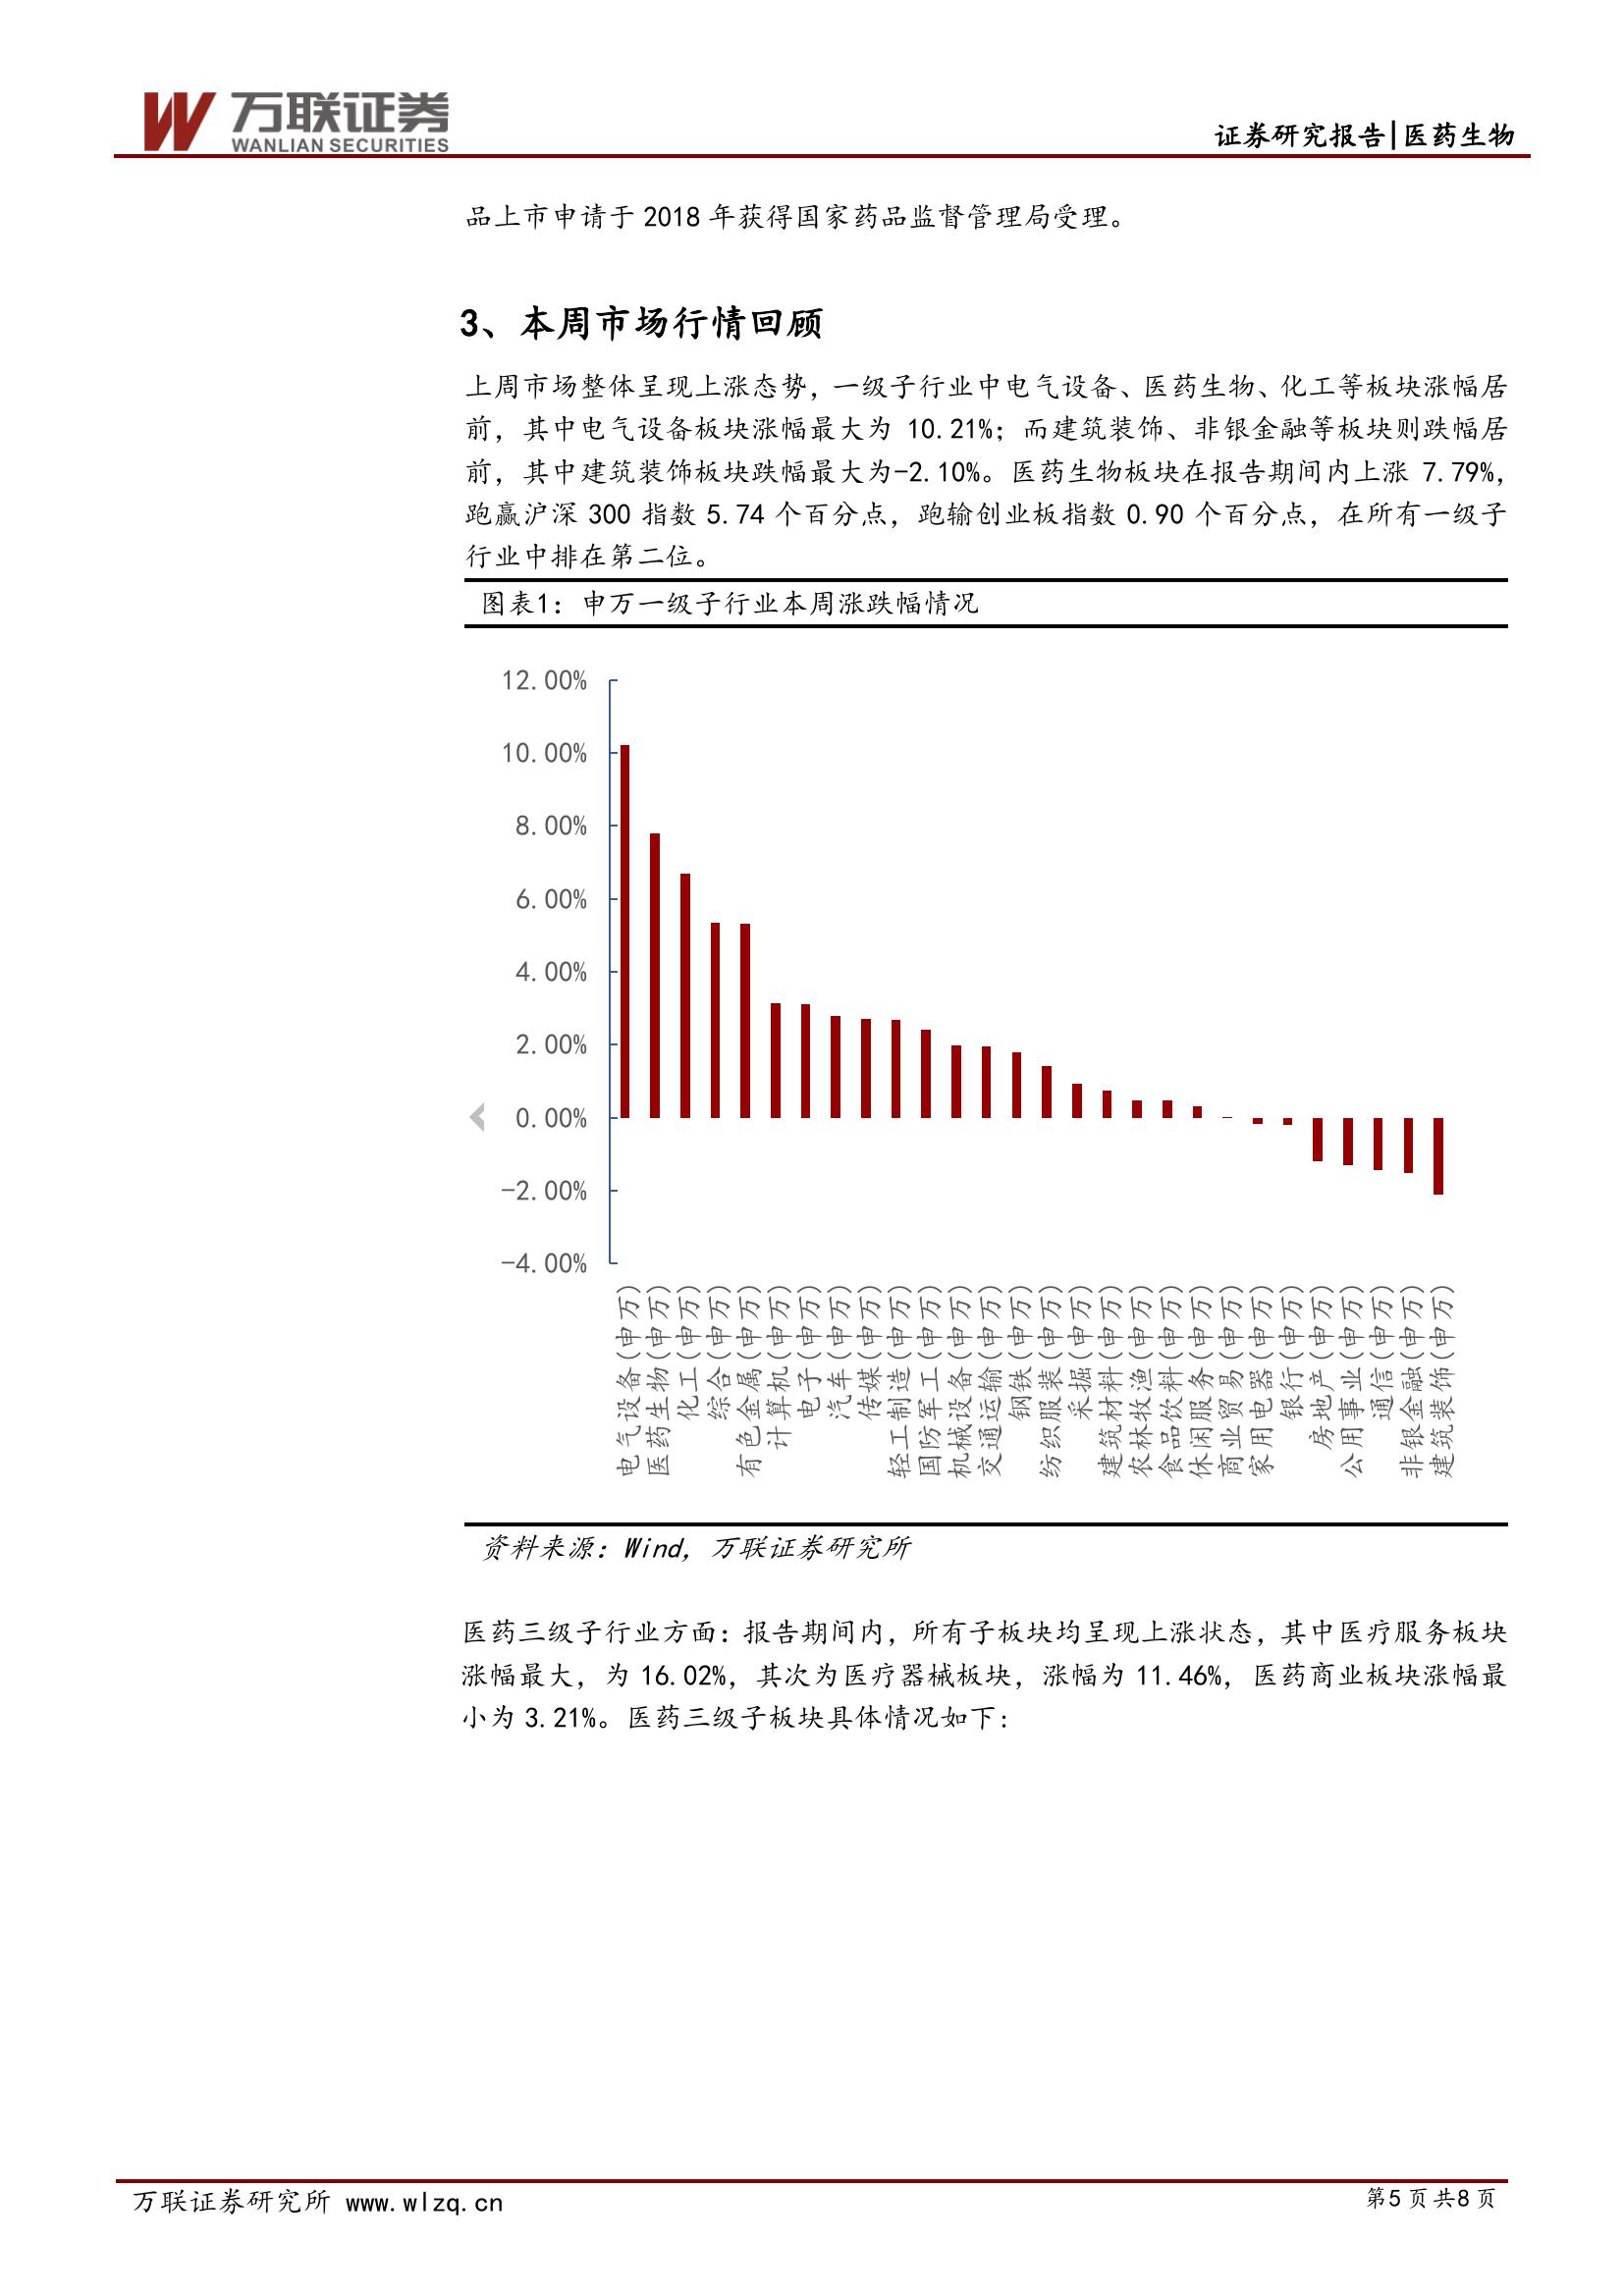 万联证券
WANLIAN SECURITIES
证券研究报告|医药生物
品上市申请于 2018 年获得国家药品监督管理局受理。
3、本周市场行情回顾
上周市场整体呈现上涨态势，一级子行业中电气设备、医药生物、化工等板块涨幅居
前，其中电气设备板块涨幅最大为 10.21%；而建筑装饰、非银金融等板块则跌幅居
前，其中建筑装饰板块跌幅最大为-2.10%。医药生物板块在报告期间内上涨 7.79%，
跑赢沪深 300 指数 5.74 个百分点，跑输创业板指数 0.90 个百分点，在所有一级子
行业中排在第二位。
图表1：申万一级子行业本周涨跌幅情况
12.00%
10.00%
8.00%
6.00%
4.00%
2.00%
0.00%
-2.00%
-4.00%
电气设备(申万)
医药生物(申万)
化工(申万)
综合(申万)
有色金属(申万)
计算机(申万)
电子(申万)
汽车(申万)
传媒(申万)
轻工制造(申万)
国防军工(申万)
机械设备(申万)
交通运输(申万)
钢铁(申万)
纺织服装(申万)
采掘(申万)
建筑材料(申万)
农林牧渔(申万)
食品饮料(申万)
休闲服务(申万)
商业贸易(申万)
家用电器(申万)
银行(申万)
房地产(申万)
公用事业(申万)
通信(申万)
非银金融(申万)
建筑装饰(申万)
资料来源：Wind，万联证券研究所
医药三级子行业方面：报告期间内，所有子板块均呈现上涨状态，其中医疗服务板块
涨幅最大，为 16.02%，其次为医疗器械板块，涨幅为 11.46%，医药商业板块涨幅最
小为 3.21%。医药三级子板块具体情况如下：
万联证券研究所 www.wlzq.cn
第5页共8页